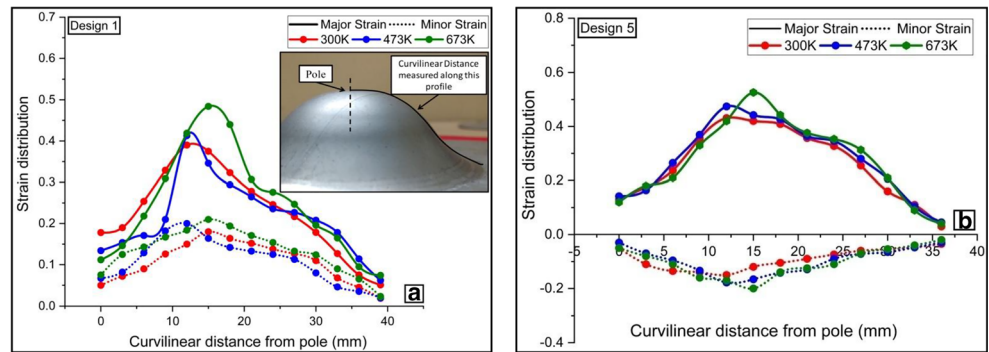 Design 1
Major Strain Minor Strain
300K 473K 673K
Pole
Curvilinear Distance
measured along this
profile
0.7
0.6
0.5
0.4
0.3
0.2
0.1
0.0
Strain distribution
0 10 20 30 40
Curvilinear distance from pole (mm)
a
Design 5
Major Strain Minor Strain
300K 473K 673K
0.8
0.6
0.4
0.2
0.0
-0.2
-0.4
Strain distribution
-5 0 5 10 15 20 25 30 35 40
Curvilinear distance from pole (mm)
b